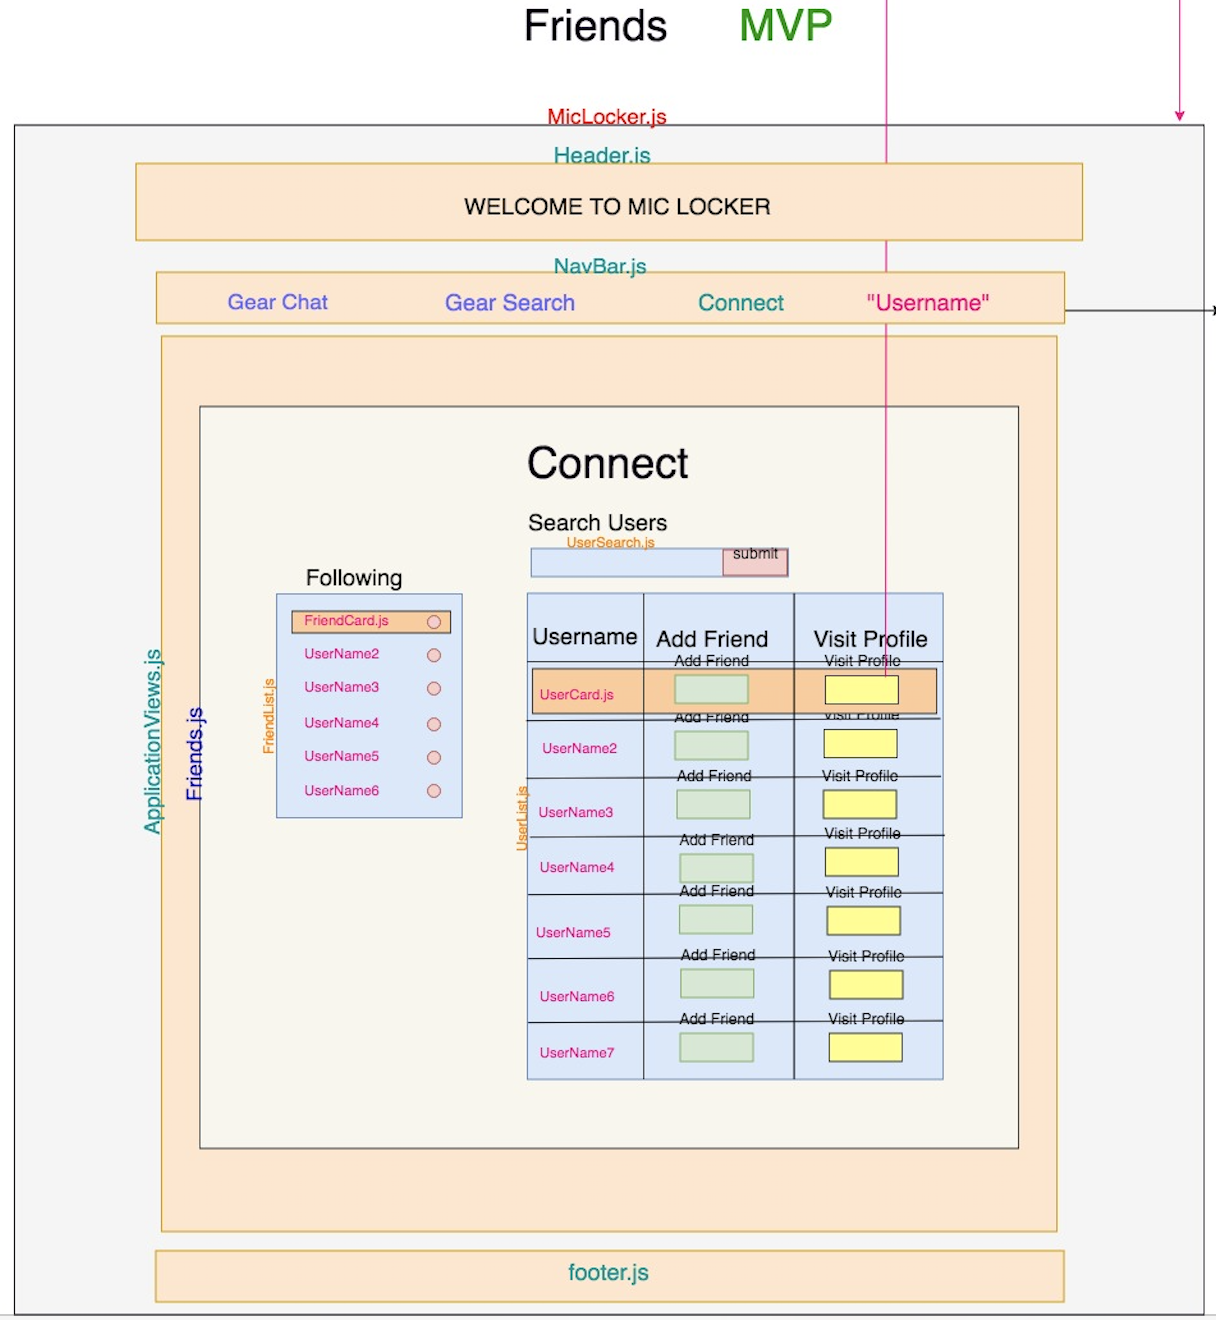 Friends MVP
MicLocker.js
Header.js
WELCOME TO MIC LOCKER
NavBar.js
Gear Chat Gear Search Connect "Username"
ApplicationViews.js
Friends.js
Connect
Search Users
UserSearch.js
submit
Following
FriendList.js
FriendCard.js
UserName2
UserName3
UserName4
UserName5
UserName6
UserList.js
Username Add Friend Visit Profile
Add Friend Visit Profile
UserCard.js
Add Friend Visit Profile
UserName2
Add Friend Visit Profile
UserName3
Add Friend Visit Profile
UserName4
Add Friend Visit Profile
UserName5
Add Friend Visit Profile
UserName6
Add Friend Visit Profile
UserName7
footer.js